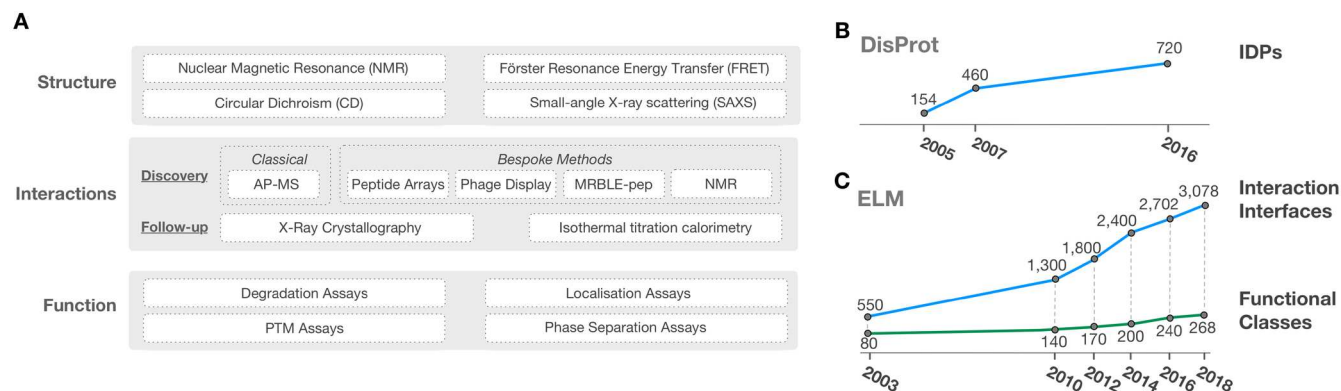 A
Structure
Nuclear Magnetic Resonance (NMR)
Förster Resonance Energy Transfer (FRET)
Circular Dichroism (CD)
Small-angle X-ray scattering (SAXS)
Interactions
Discovery
Classical
AP-MS
Bespoke Methods
Peptide Arrays
Phage Display
MRBLE-pep
NMR
Follow-up
X-Ray Crystallography
Isothermal titration calorimetry
Function
Degradation Assays
Localisation Assays
PTM Assays
Phase Separation Assays
B
DisProt
IDPs
154
460
720
2005
2007
2016
C
ELM
Interaction
Interfaces
550
1,300
1,800
2,400
2,702
3,078
Functional
Classes
80
140
170
200
240
268
2003
2010
2012
2014
2016
2018